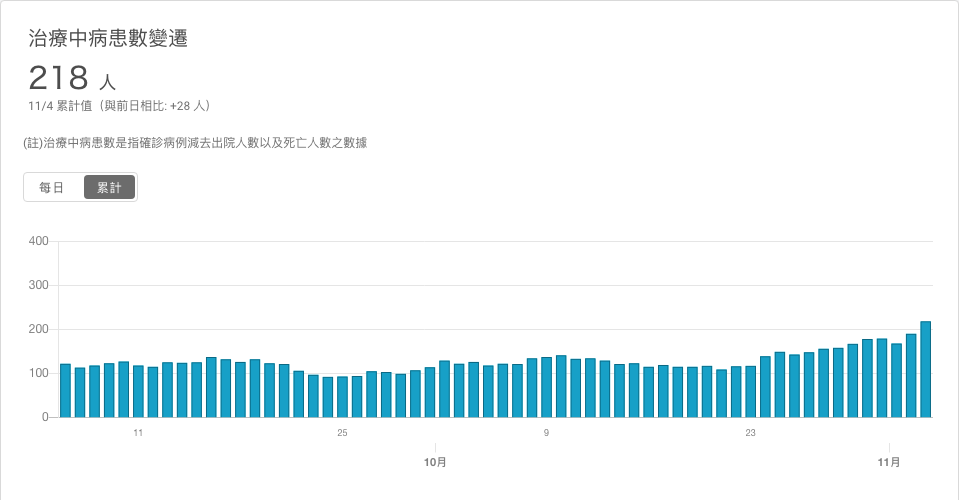 治療中病患數變遷
218 人
11/4 累計值（與前日相比: +28 人）
(註)治療中病患數是指確診病例減去出院人數以及死亡人數之數據
每日 累計
400
300
200
100
0
11 25 9 23
10月 11月